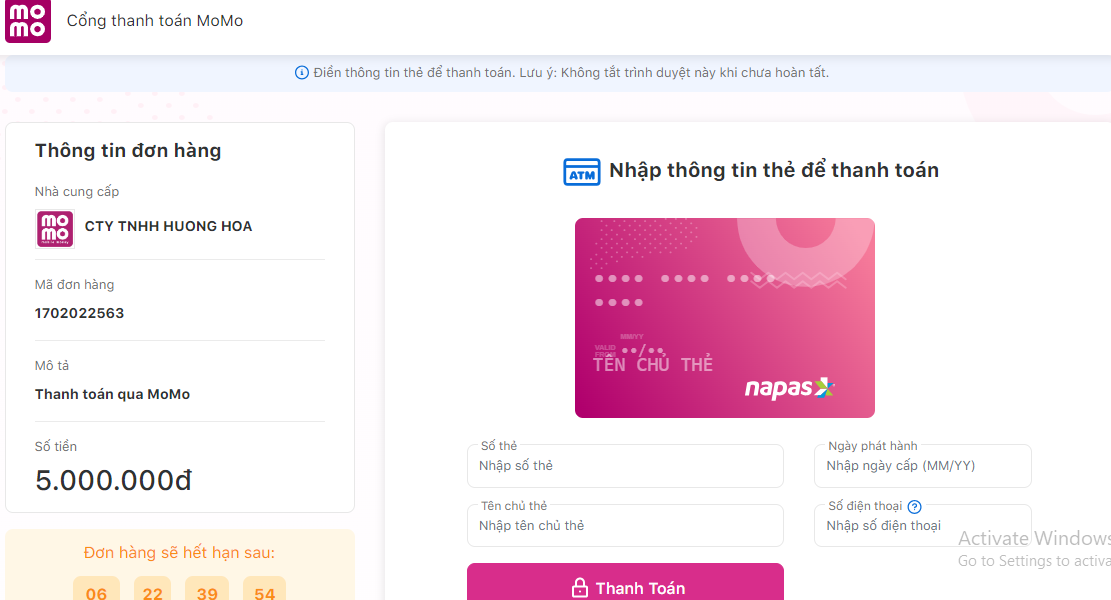 mo
mo
Cổng thanh toán MoMo
Điền thông tin thẻ để thanh toán. Lưu ý: Không tắt trình duyệt này khi chưa hoàn tất.
Thông tin đơn hàng
Nhà cung cấp
mo
mo
CTY TNHH HUONG HOA
Mã đơn hàng
1702022563
Mô tả
Thanh toán qua MoMo
Số tiền
5.000.000đ
Đơn hàng sẽ hết hạn sau:
06 22 39 54
ATM Nhập thông tin thẻ để thanh toán
MM/YY
VALID
FROM ••/••
TÊN CHỦ THẺ
napas
Số thẻ
Nhập số thẻ
Ngày phát hành
Nhập ngày cấp (MM/YY)
Tên chủ thẻ
Nhập tên chủ thẻ
Số điện thoại ?
Nhập số điện thoại
Thanh Toán
Activate Windows
Go to Settings to activa